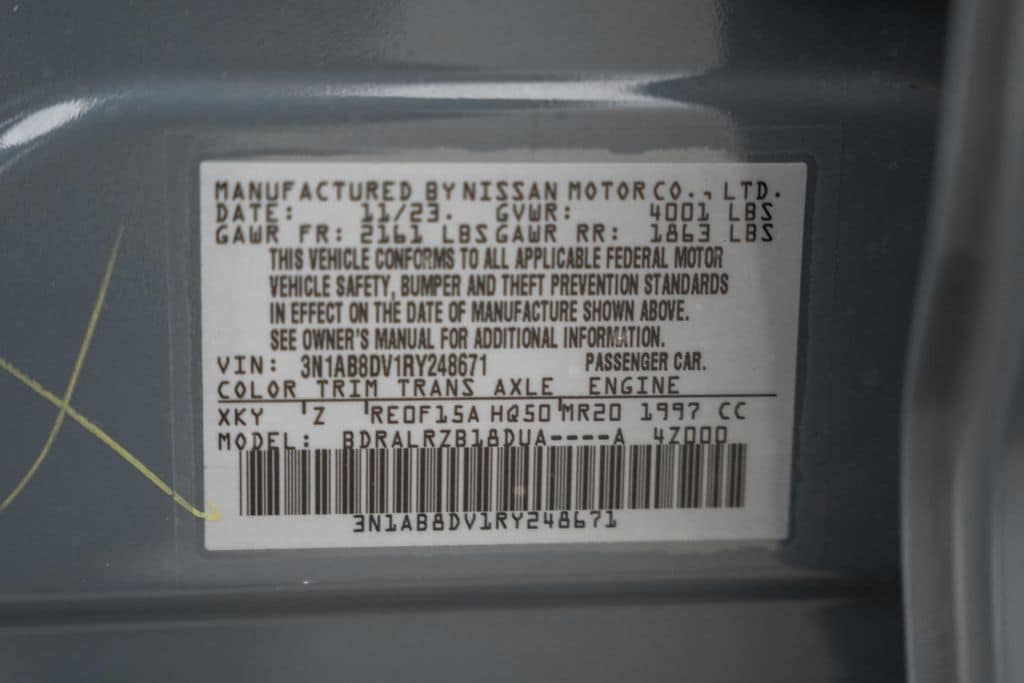 MANUFACTURED BY NISSAN MOTOR CO., LTD.
DATE: 11/23. GVWR: 4001 LBS
GAWR FR: 2161 LBS GAWR RR: 1863 LBS
THIS VEHICLE CONFORMS TO ALL APPLICABLE FEDERAL MOTOR
VEHICLE SAFETY, BUMPER AND THEFT PREVENTION STANDARDS
IN EFFECT ON THE DATE OF MANUFACTURE SHOWN ABOVE.
SEE OWNER'S MANUAL FOR ADDITIONAL INFORMATION.
VIN: 3N1AB8DV1RY248671 PASSENGER CAR.
COLOR TRIM TRANS AXLE ENGINE
XKY Z RE0F15A HQ50 MR20 1997 CC
MODEL: BDRALRZB18DUA----A 4Z000
3N1AB8DV1RY248671